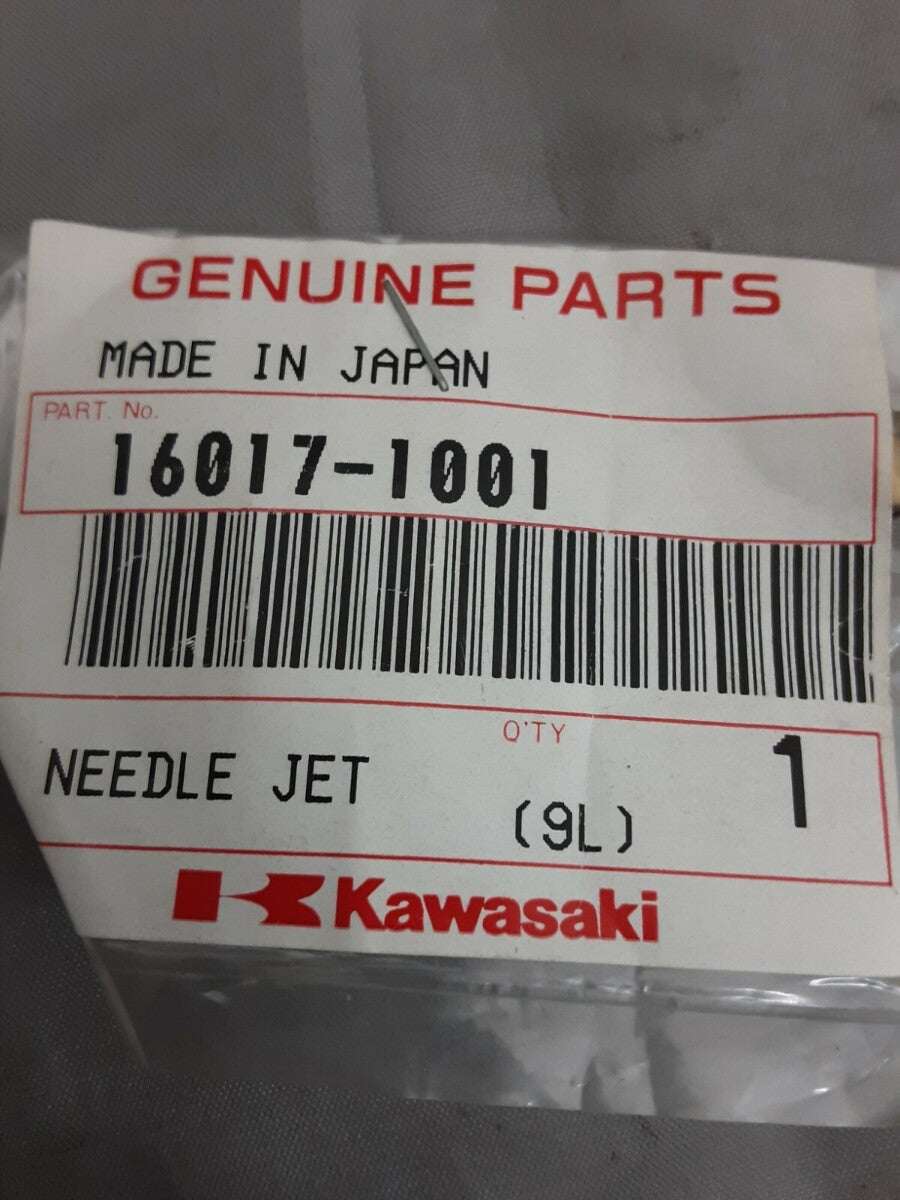 GENUINE PARTS
MADE IN JAPAN
PART. No.
16017-1001
Q'TY
NEEDLE JET
1
(9L)
Kawasaki